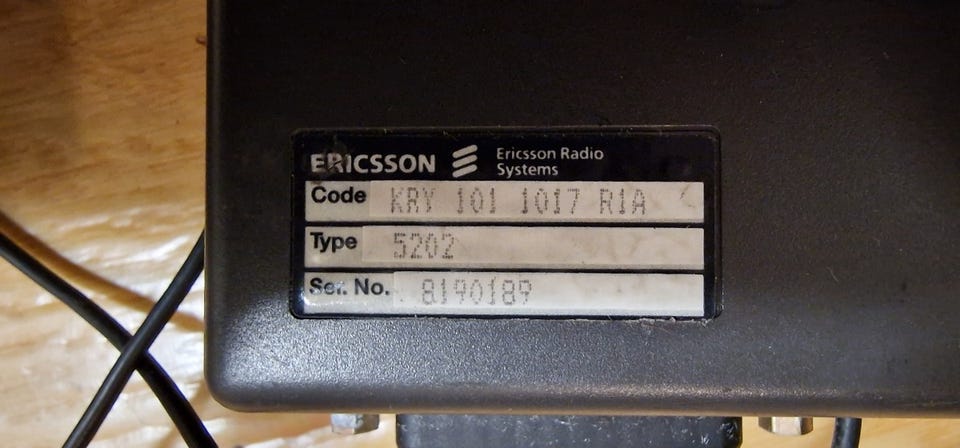 ERICSSON Ericsson Radio
Systems
Code KRY 101 1017 R1A
Type 5202
Ser. No. 8190189